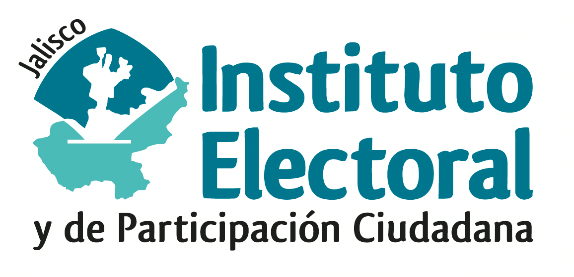 Jalisco
Instituto
Electoral
y de Participación Ciudadana